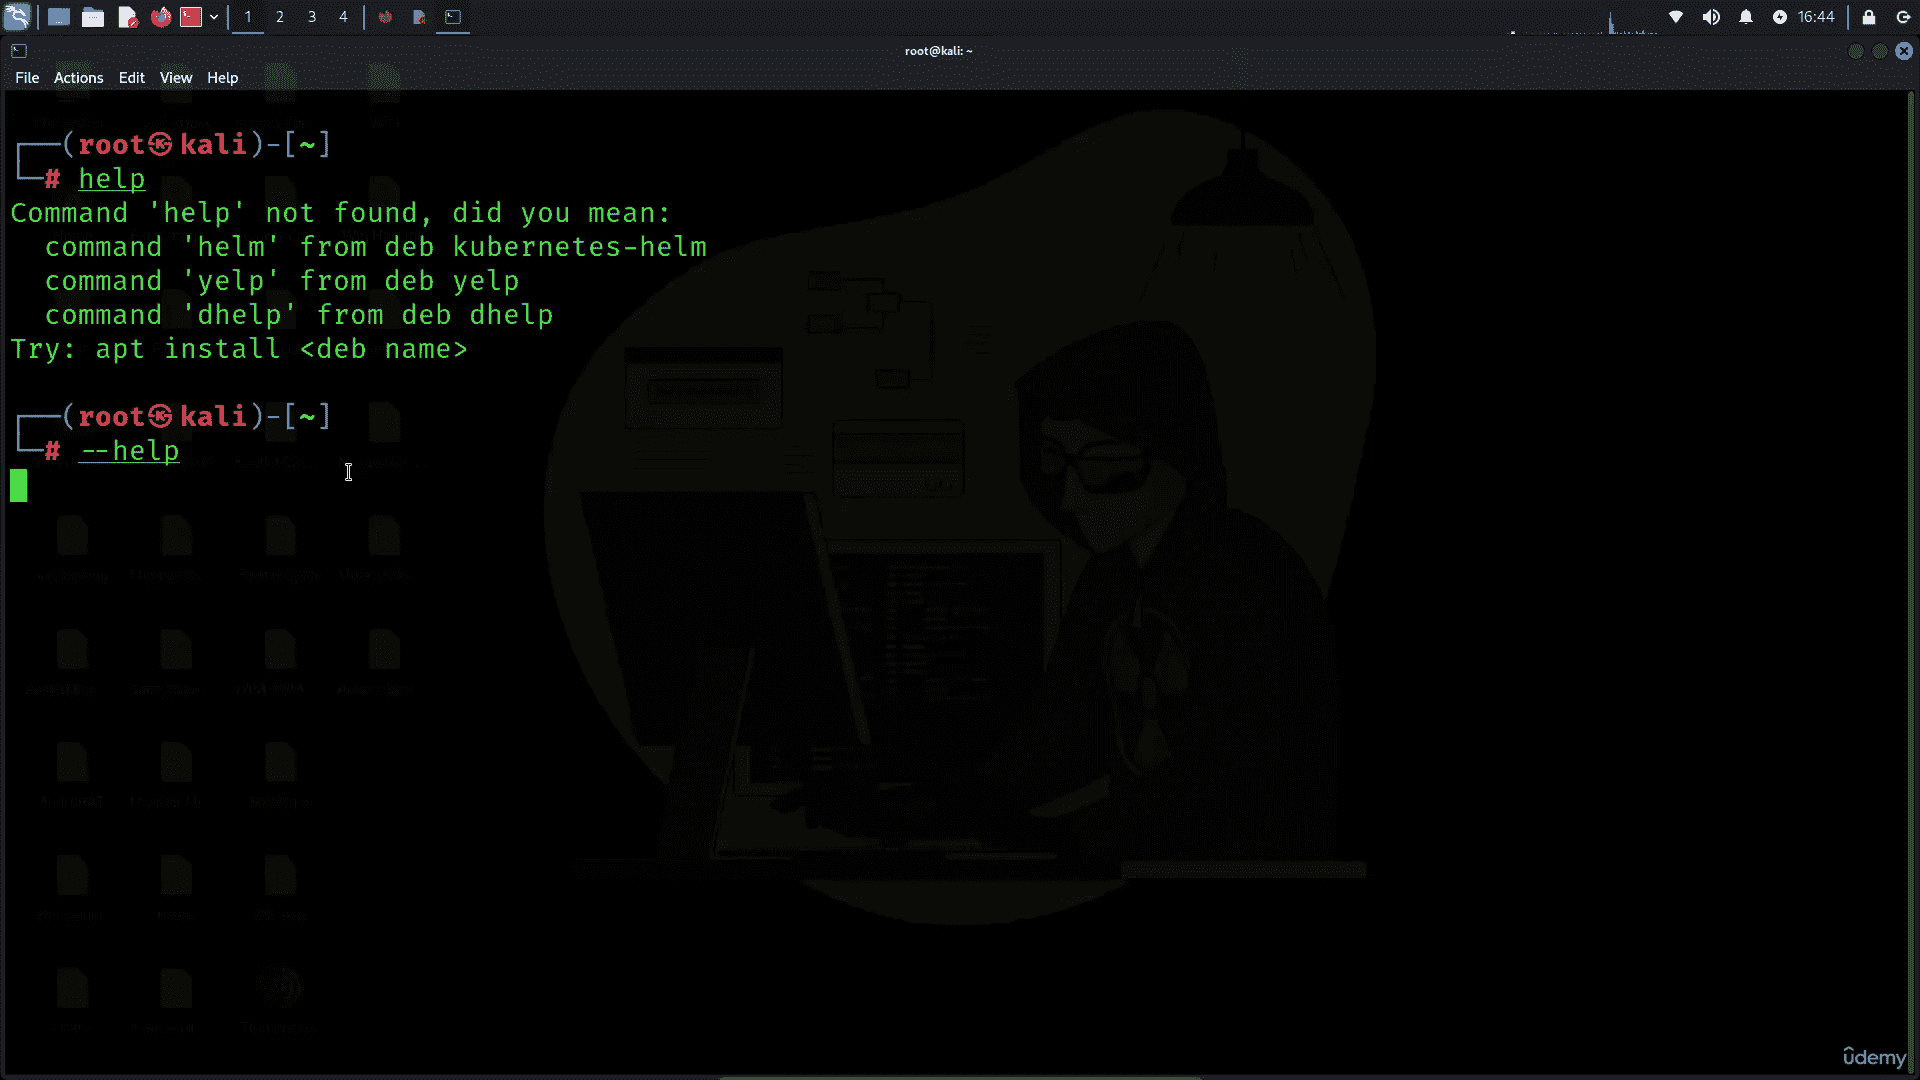 1 2 3 4 16:44
root@kali: ~
File Actions Edit View Help
┌──(root㉿kali)-[~]
└─# help
Command 'help' not found, did you mean:
command 'helm' from deb kubernetes-helm
command 'yelp' from deb yelp
command 'dhelp' from deb dhelp
Try: apt install <deb name>
┌──(root㉿kali)-[~]
└─# --help
ûdemy